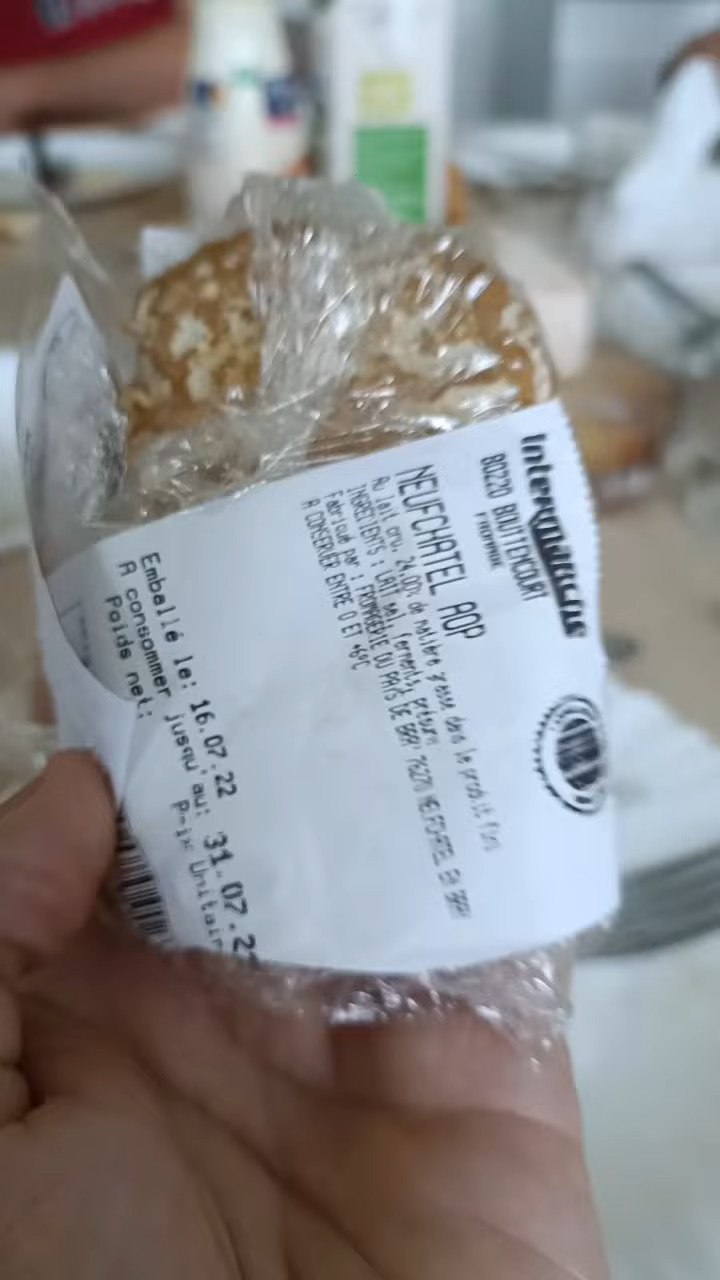 Intermarché
80220 BOUTTENCOURT
FROMAGE
NEUFCHATEL AOP
Au lait cru, 24.00% de matière grasse dans le produit fini
INGREDIENTS : LAIT sel, ferments, présure
Fabriqué par : FROMAGERIE DU PAYS DE BRAY 76270 NEUFCHATEL EN BRAY
A CONSERVER ENTRE 0 ET +6°C
Emballé le: 16.07.22
A consommer jusqu'au: 31.07.2
Poids net:
Prix Unitair